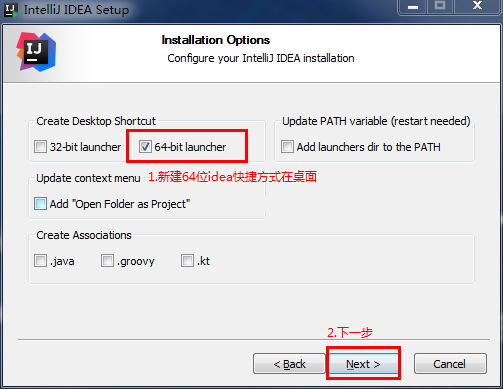 IntelliJ IDEA Setup
IJ
Installation Options
Configure your IntelliJ IDEA installation
Create Desktop Shortcut
32-bit launcher
64-bit launcher
Update PATH variable (restart needed)
Add launchers dir to the PATH
1.新建64位idea快捷方式在桌面
Update context menu
Add "Open Folder as Project"
Create Associations
.java
.groovy
.kt
2.下一步
< Back
Next >
Cancel